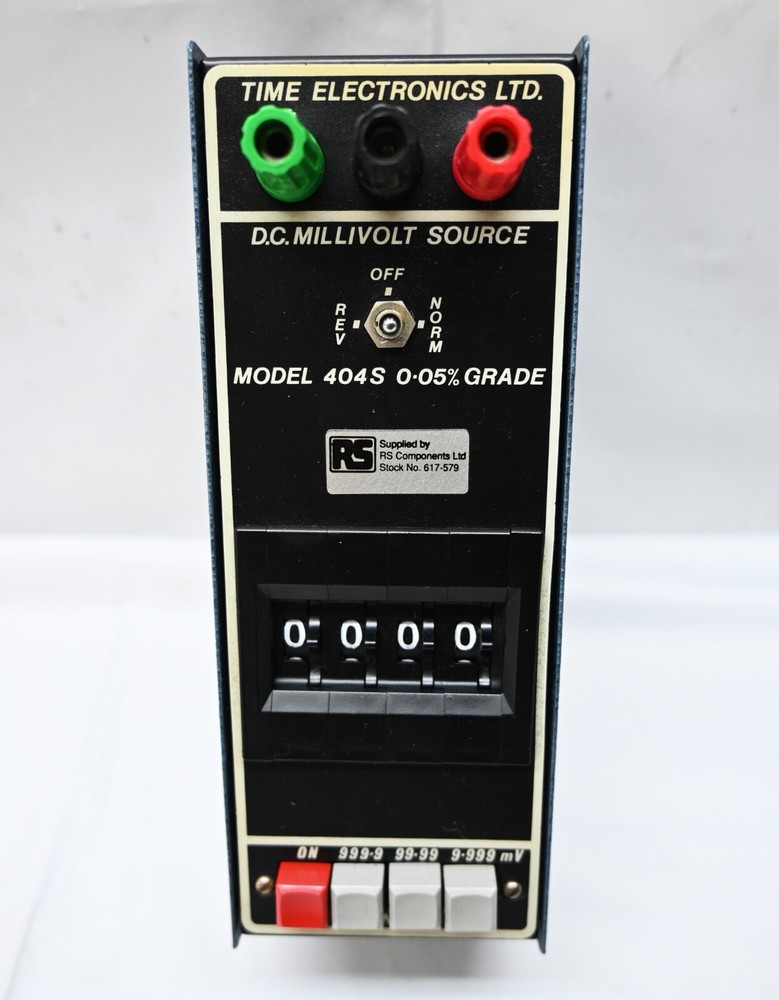 TIME ELECTRONICS LTD.
D.C. MILLIVOLT SOURCE
OFF
REV
NORM
MODEL 404S 0·05% GRADE
RS
Supplied by
RS Components Ltd
Stock No. 617-579
0 0 0 0
ON 999·9 99·99 9·999 mV